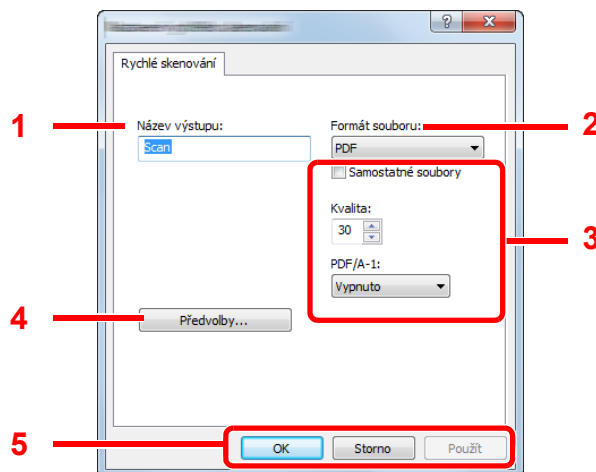 Rychlé skenování
1 Název výstupu: Formát souboru: 2
Scan PDF
Samostatné soubory
Kvalita:
30 3
PDF/A-1:
Vypnuto
4 Předvolby...
5 OK Storno Použít